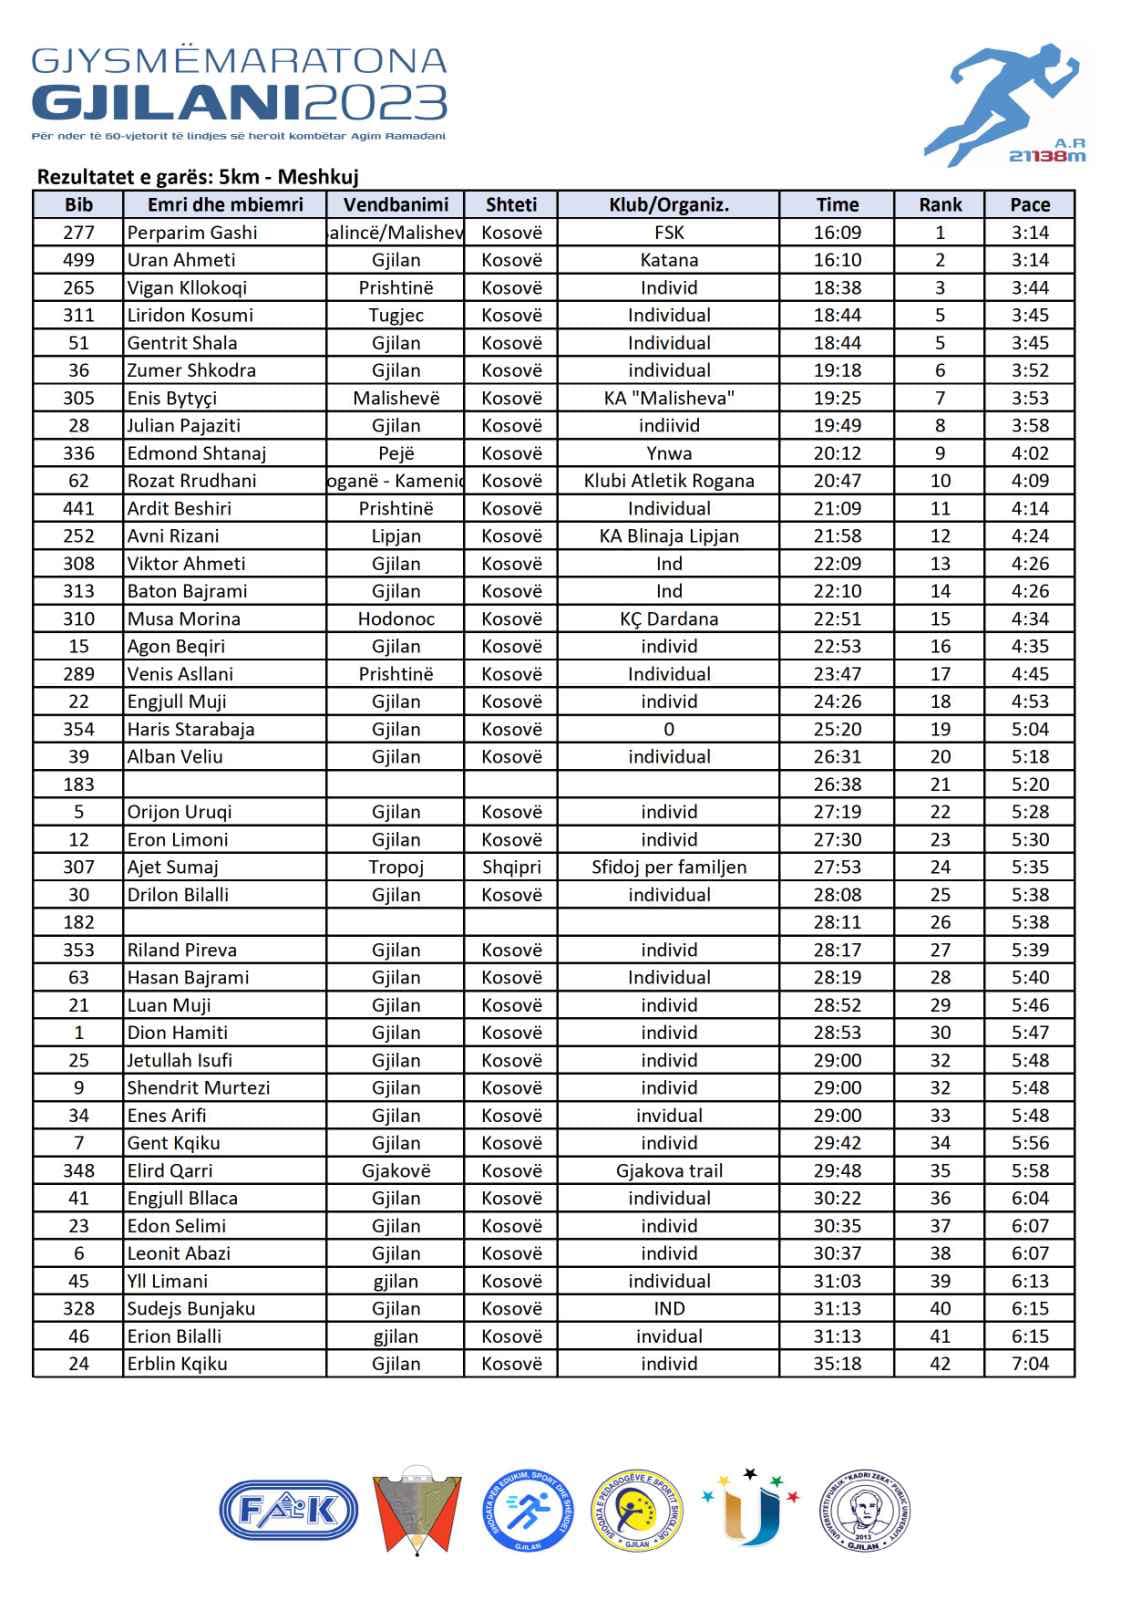 GJYSMËMARATONA
GJILANI2023
Për nder të 60-vjetorit të lindjes së heroit kombëtar Agim Ramadani
A.R
21138m
Rezultatet e garës: 5km - Meshkuj
Bib Emri dhe mbiemri Vendbanimi Shteti Klub/Organiz. Time Rank Pace
277 Perparim Gashi alincë/Malishev Kosovë FSK 16:09 1 3:14
499 Uran Ahmeti Gjilan Kosovë Katana 16:10 2 3:14
265 Vigan Kllokoqi Prishtinë Kosovë Individ 18:38 3 3:44
311 Liridon Kosumi Tugjec Kosovë Individual 18:44 5 3:45
51 Gentrit Shala Gjilan Kosovë Individual 18:44 5 3:45
36 Zumer Shkodra Gjilan Kosovë individual 19:18 6 3:52
305 Enis Bytyçi Malishevë Kosovë KA "Malisheva" 19:25 7 3:53
28 Julian Pajaziti Gjilan Kosovë indiivid 19:49 8 3:58
336 Edmond Shtanaj Pejë Kosovë Ynwa 20:12 9 4:02
62 Rozat Rrudhani oganë - Kamenic Kosovë Klubi Atletik Rogana 20:47 10 4:09
441 Ardit Beshiri Prishtinë Kosovë Individual 21:09 11 4:14
252 Avni Rizani Lipjan Kosovë KA Blinaja Lipjan 21:58 12 4:24
308 Viktor Ahmeti Gjilan Kosovë Ind 22:09 13 4:26
313 Baton Bajrami Gjilan Kosovë Ind 22:10 14 4:26
310 Musa Morina Hodonoc Kosovë KÇ Dardana 22:51 15 4:34
15 Agon Beqiri Gjilan Kosovë individ 22:53 16 4:35
289 Venis Asllani Prishtinë Kosovë Individual 23:47 17 4:45
22 Engjull Muji Gjilan Kosovë individ 24:26 18 4:53
354 Haris Starabaja Gjilan Kosovë 0 25:20 19 5:04
39 Alban Veliu Gjilan Kosovë individual 26:31 20 5:18
183 26:38 21 5:20
5 Orijon Uruqi Gjilan Kosovë individ 27:19 22 5:28
12 Eron Limoni Gjilan Kosovë individ 27:30 23 5:30
307 Ajet Sumaj Tropoj Shqipri Sfidoj per familjen 27:53 24 5:35
30 Drilon Bilalli Gjilan Kosovë individual 28:08 25 5:38
182 28:11 26 5:38
353 Riland Pireva Gjilan Kosovë individ 28:17 27 5:39
63 Hasan Bajrami Gjilan Kosovë Individual 28:19 28 5:40
21 Luan Muji Gjilan Kosovë individ 28:52 29 5:46
1 Dion Hamiti Gjilan Kosovë individ 28:53 30 5:47
25 Jetullah Isufi Gjilan Kosovë individ 29:00 32 5:48
9 Shendrit Murtezi Gjilan Kosovë individ 29:00 32 5:48
34 Enes Arifi Gjilan Kosovë invidual 29:00 33 5:48
7 Gent Kqiku Gjilan Kosovë individ 29:42 34 5:56
348 Elird Qarri Gjakovë Kosovë Gjakova trail 29:48 35 5:58
41 Engjull Bllaca Gjilan Kosovë individual 30:22 36 6:04
23 Edon Selimi Gjilan Kosovë individ 30:35 37 6:07
6 Leonit Abazi Gjilan Kosovë individ 30:37 38 6:07
45 Yll Limani gjilan Kosovë individual 31:03 39 6:13
328 Sudejs Bunjaku Gjilan Kosovë IND 31:13 40 6:15
46 Erion Bilalli gjilan Kosovë invidual 31:13 41 6:15
24 Erblin Kqiku Gjilan Kosovë individ 35:18 42 7:04
FAK
SHOQATA PËR EDUKIM, SPORT DHE SHËNDET
GJILAN
SHOQATA E PEDAGOGËVE E SPORTIT SHKOLLOR
GJILAN
UNIVERSITETI PUBLIK "KADRI ZEKA" PUBLIC UNIVERSITY
2013
GJILAN